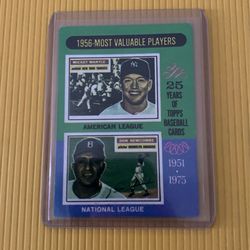 1956-MOST VALUABLE PLAYERS
MICKEY MANTLE
AMERICAN LEAGUE
25
YEARS
OF
TOPPS
BASEBALL
CARDS
1951
1975
DON NEWCOMBE
NATIONAL LEAGUE